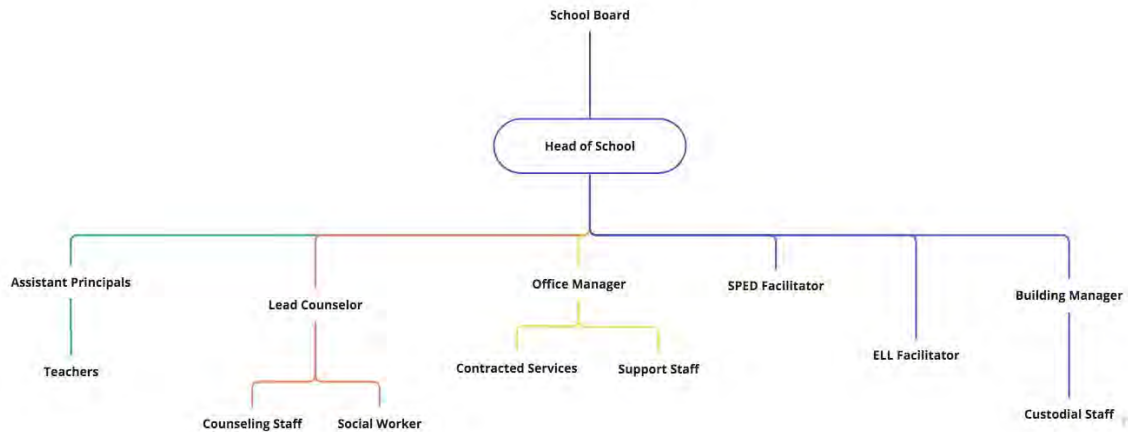 School Board
Head of School
Assistant Principals
Lead Counselor
Office Manager
SPED Facilitator
Building Manager
Teachers
Contracted Services
Support Staff
ELL Facilitator
Counseling Staff
Social Worker
Custodial Staff